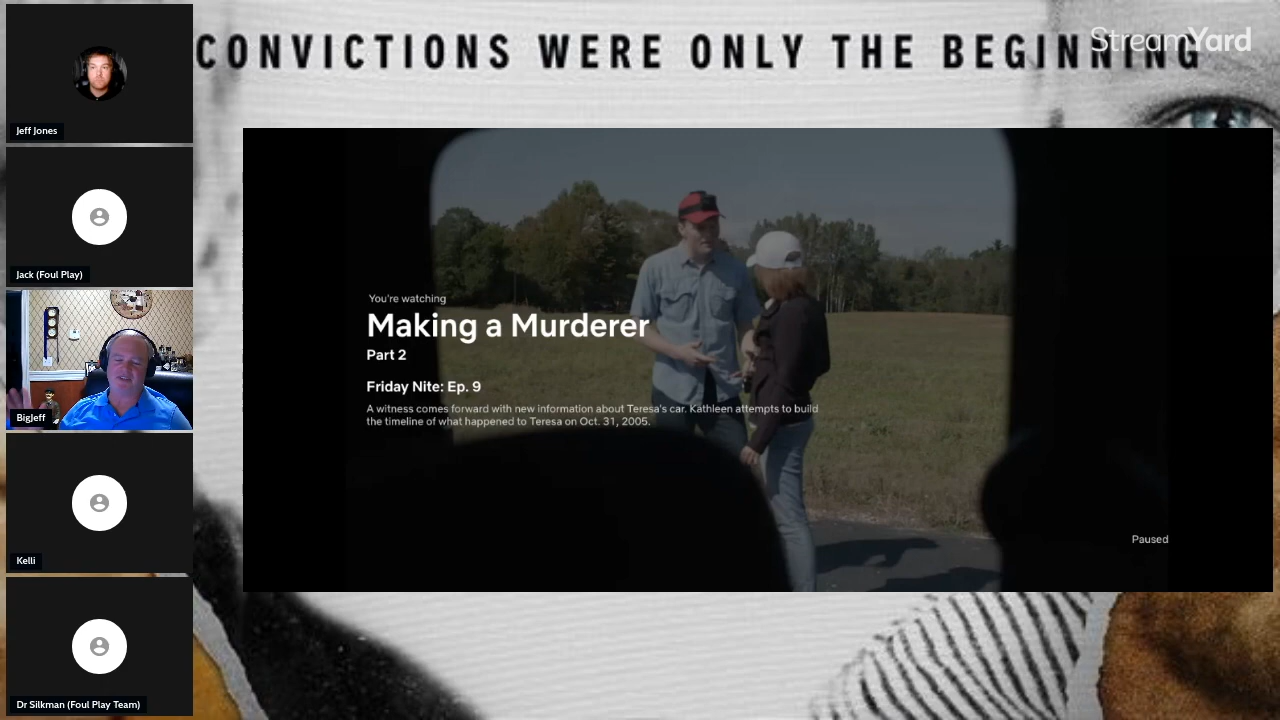 CONVICTIONS WERE ONLY THE BEGINNING
StreamYard
Jeff Jones
Jack (Foul Play)
BigJeff
Kelli
Dr Silkman (Foul Play Team)
You're watching
Making a Murderer
Part 2
Friday Nite: Ep. 9
A witness comes forward with new information about Teresa's car. Kathleen attempts to build
the timeline of what happened to Teresa on Oct. 31, 2005.
Paused